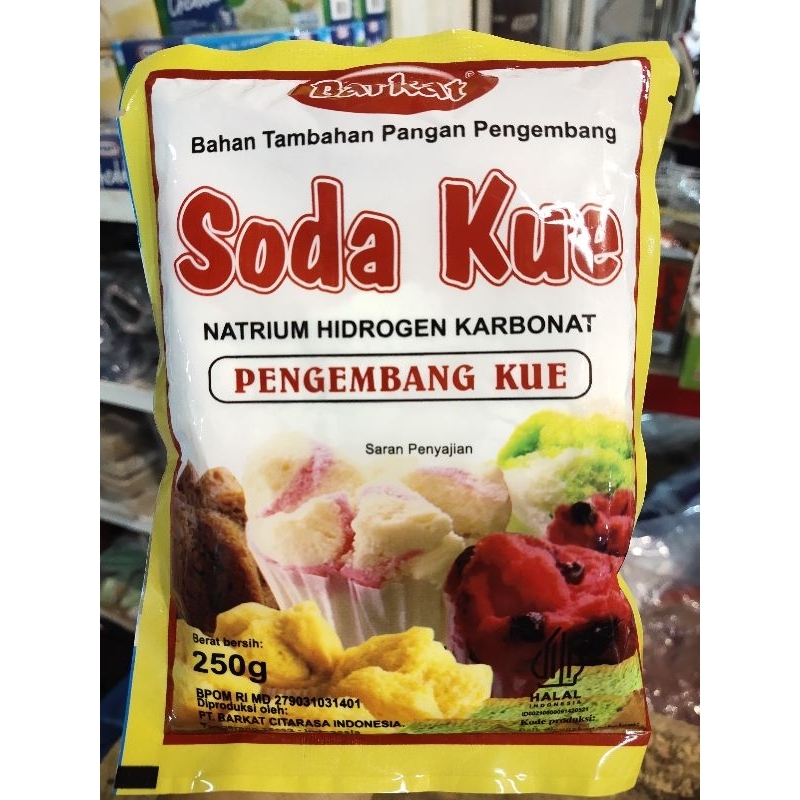 Barkat®
Bahan Tambahan Pangan Pengembang
Soda Kue
NATRIUM HIDROGEN KARBONAT
PENGEMBANG KUE
Saran Penyajian
Berat bersih:
250g
BPOM RI MD 279031031401
Diproduksi oleh:
PT. BARKAT CITARASA INDONESIA.
HALAL
INDONESIA
Kode produksi: